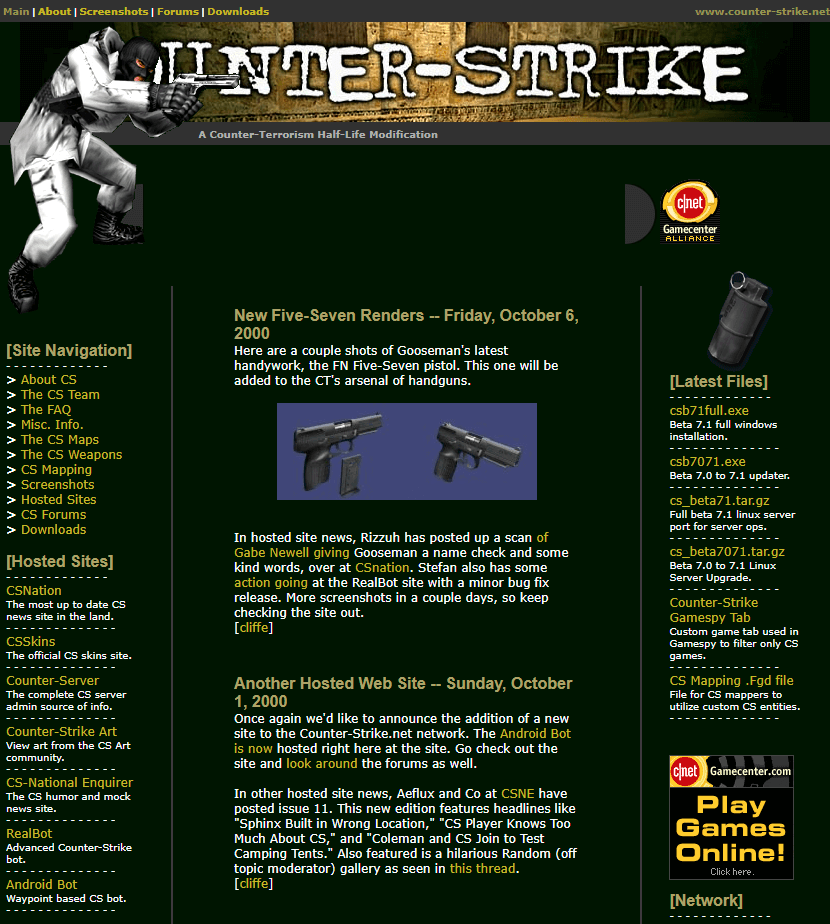 Main | About | Screenshots | Forums | Downloads
www.counter-strike.net
UNTER-STRIKE
A Counter-Terrorism Half-Life Modification
c|net
Gamecenter
ALLIANCE
[Site Navigation]
- - - - - - - - - - - - -
> About CS
> The CS Team
> The FAQ
> Misc. Info.
> The CS Maps
> The CS Weapons
> CS Mapping
> Screenshots
> Hosted Sites
> CS Forums
> Downloads
[Hosted Sites]
- - - - - - - - - - - - -
CSNation
The most up to date CS
news site in the land.
- - - - - - - - - - - - - -
CSSkins
The official CS skins site.
- - - - - - - - - - - - - -
Counter-Server
The complete CS server
admin source of info.
- - - - - - - - - - - - - -
Counter-Strike Art
View art from the CS Art
community.
- - - - - - - - - - - - - -
CS-National Enquirer
The CS humor and mock
news site.
- - - - - - - - - - - - - -
RealBot
Advanced Counter-Strike
bot.
- - - - - - - - - - - - - -
Android Bot
Waypoint based CS bot.
- - - - - - - - - - - - - -
New Five-Seven Renders -- Friday, October 6,
2000
Here are a couple shots of Gooseman's latest
handywork, the FN Five-Seven pistol. This one will be
added to the CT's arsenal of handguns.
In hosted site news, Rizzuh has posted up a scan of
Gabe Newell giving Gooseman a name check and some
kind words, over at CSnation. Stefan also has some
action going at the RealBot site with a minor bug fix
release. More screenshots in a couple days, so keep
checking the site out.
[cliffe]
Another Hosted Web Site -- Sunday, October
1, 2000
Once again we'd like to announce the addition of a new
site to the Counter-Strike.net network. The Android Bot
is now hosted right here at the site. Go check out the
site and look around the forums as well.
In other hosted site news, Aeflux and Co at CSNE have
posted issue 11. This new edition features headlines like
"Sphinx Built in Wrong Location," "CS Player Knows Too
Much About CS," and "Coleman and CS Join to Test
Camping Tents." Also featured is a hilarious Random (off
topic moderator) gallery as seen in this thread.
[cliffe]
[Latest Files]
- - - - - - - - - - - - -
csb71full.exe
Beta 7.1 full windows
installation.
- - - - - - - - - - - - - -
csb7071.exe
Beta 7.0 to 7.1 updater.
- - - - - - - - - - - - - -
cs_beta71.tar.gz
Full beta 7.1 linux server
port for server ops.
- - - - - - - - - - - - - -
cs_beta7071.tar.gz
Beta 7.0 to 7.1 Linux
Server Upgrade.
- - - - - - - - - - - - - -
Counter-Strike
Gamespy Tab
Custom game tab used in
Gamespy to filter only CS
games.
- - - - - - - - - - - - - -
CS Mapping .Fgd file
File for CS mappers to
utilize custom CS entities.
- - - - - - - - - - - - - -
c|net Gamecenter.com
Play
Games
Online!
Click here.
[Network]
- - - - - - - - - - - - -